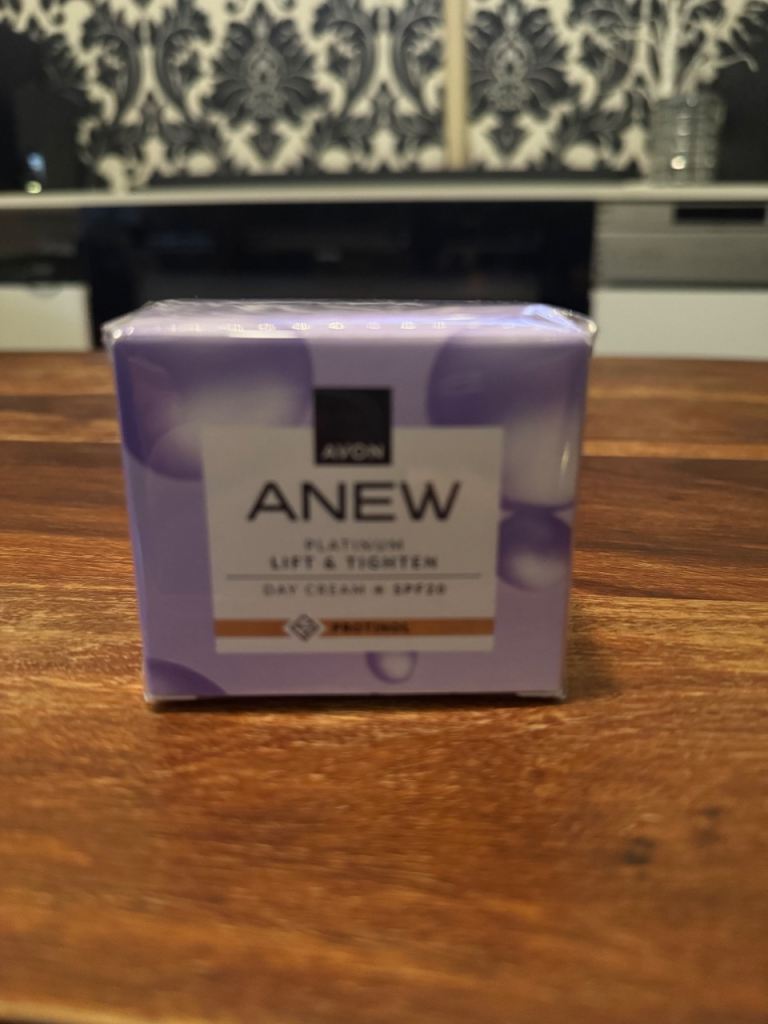 AVON
ANEW
PLATINUM
LIFT & TIGHTEN
DAY CREAM • SPF20
PROTINOL